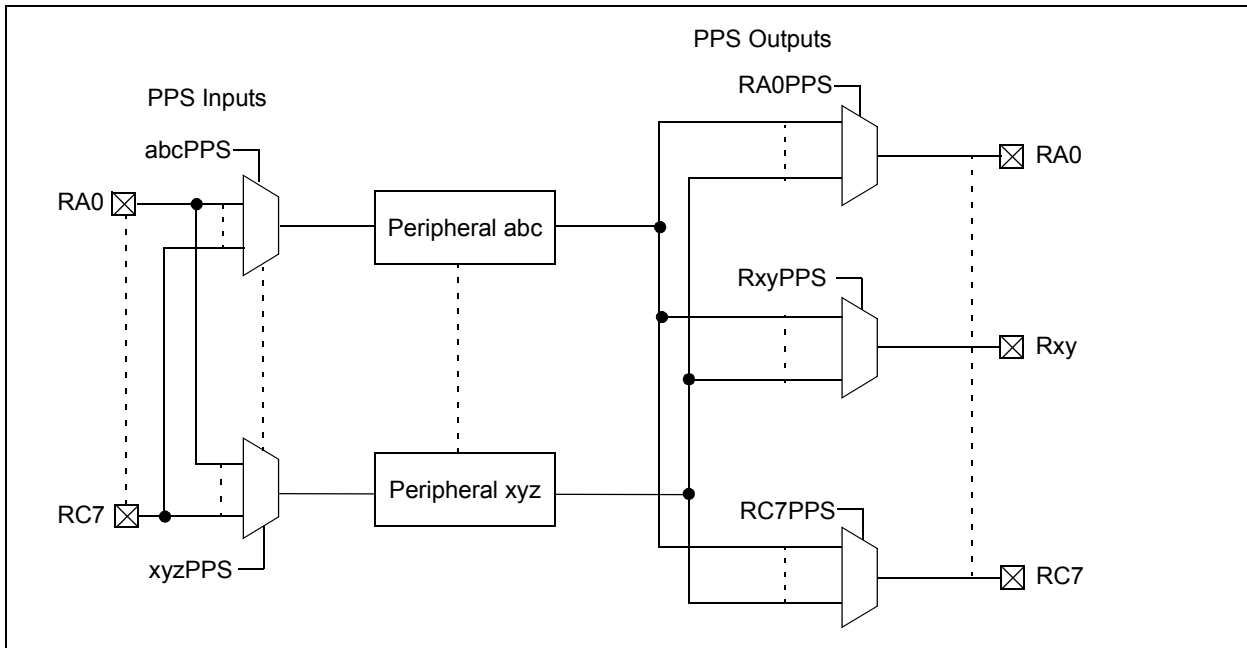 PPS Outputs
RA0PPS
PPS Inputs
abcPPS
RA0
RA0
Peripheral abc
RxyPPS
Rxy
Peripheral xyz
RC7
RC7PPS
xyzPPS
RC7